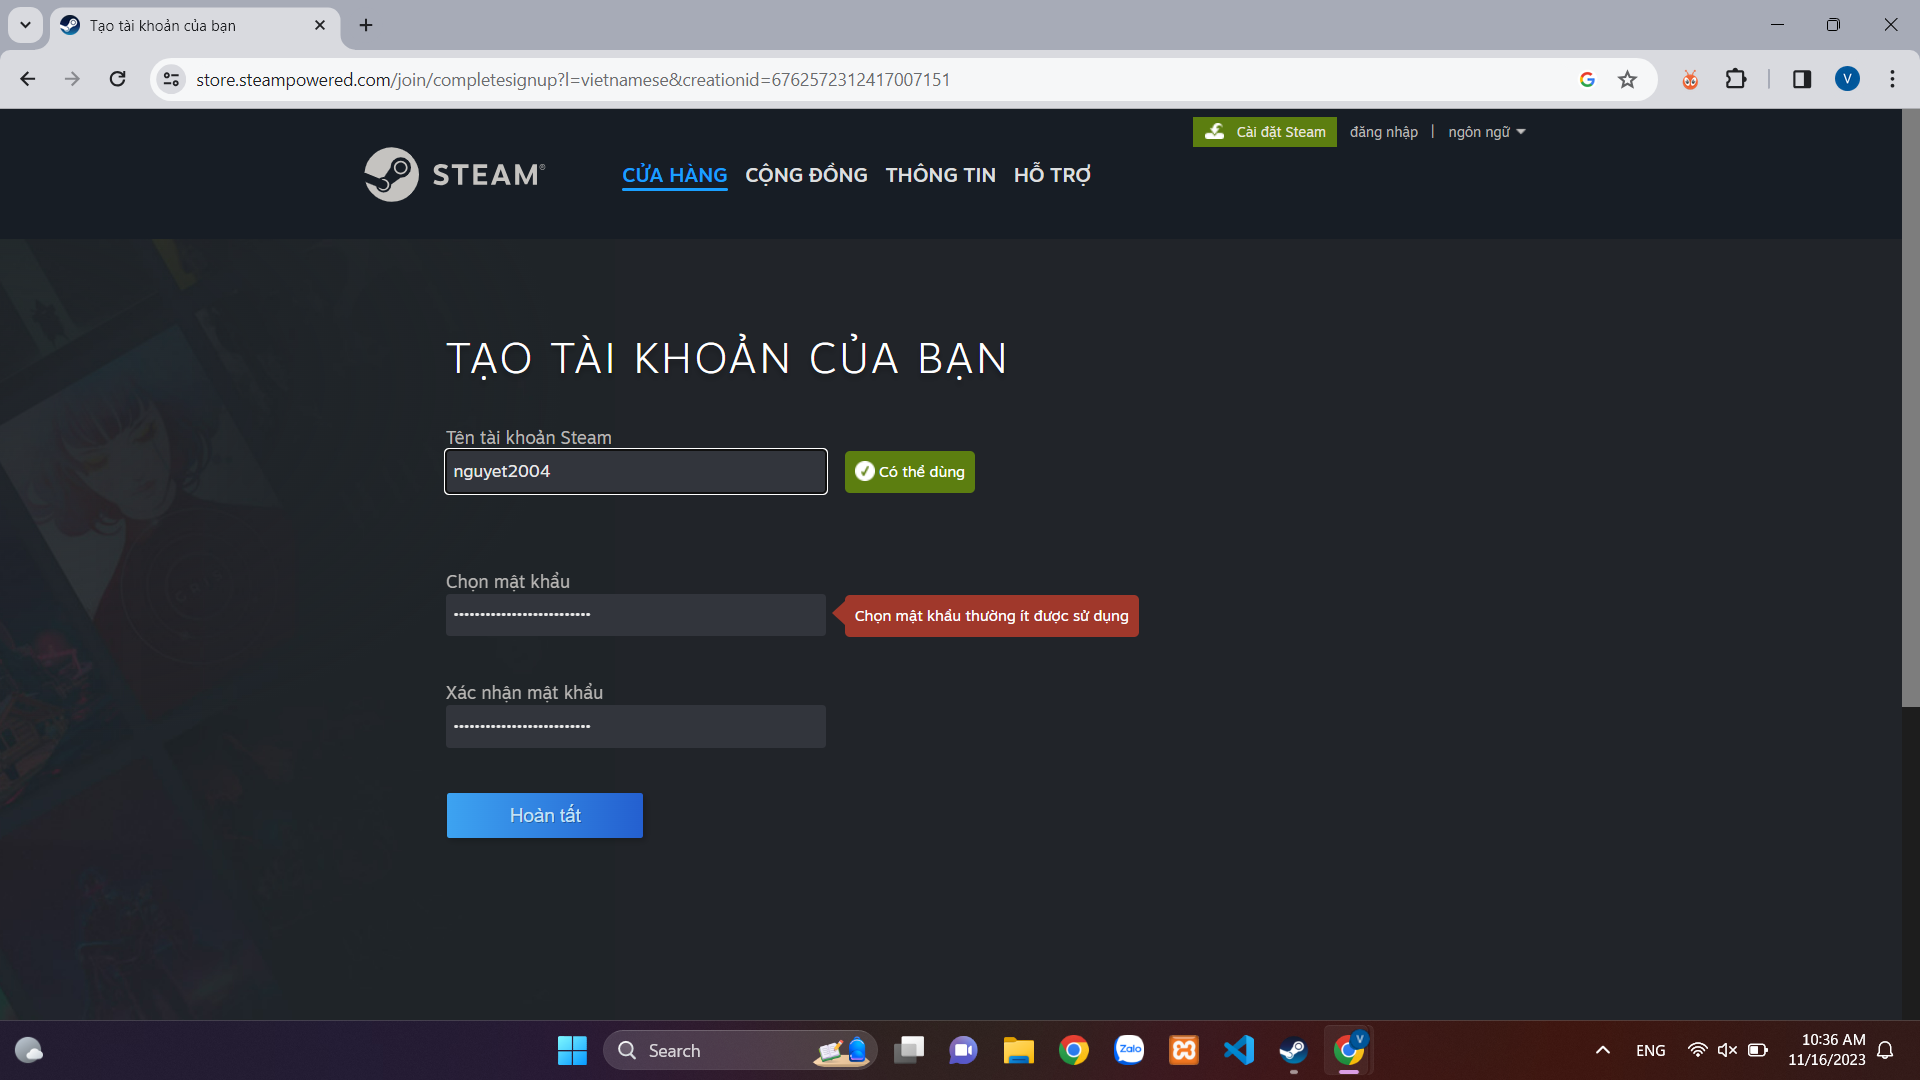 Tạo tài khoản của bạn
store.steampowered.com/join/completesignup?l=vietnamese&creationid=6762572312417007151
V
Cài đặt Steam
đăng nhập | ngôn ngữ
STEAM®
CỬA HÀNG CỘNG ĐỒNG THÔNG TIN HỖ TRỢ
TẠO TÀI KHOẢN CỦA BẠN
Tên tài khoản Steam
nguyet2004
Có thể dùng
Chọn mật khẩu
Chọn mật khẩu thường ít được sử dụng
Xác nhận mật khẩu
Hoàn tất
Search
Zalo
V
ENG
10:36 AM
11/16/2023